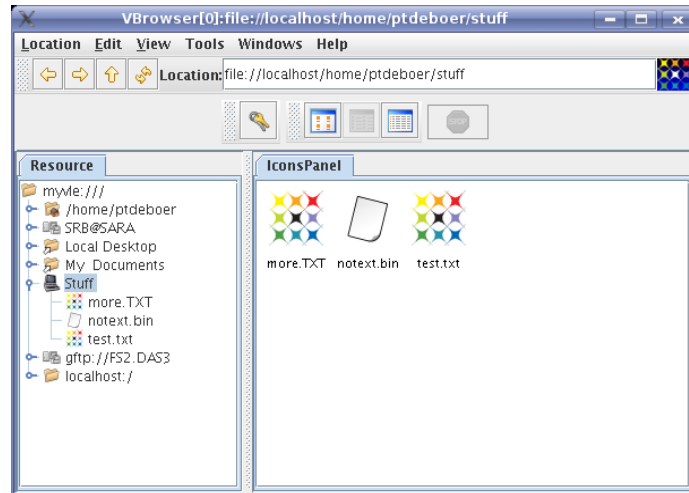 VBrowser[0]:file://localhost/home/ptdeboer/stuff
Location Edit View Tools Windows Help
Location: file://localhost/home/ptdeboer/stuff
STOP
Resource
IconsPanel
myvle:///
/home/ptdeboer
SRB@SARA
Local Desktop
My Documents
Stuff
more.TXT
notext.bin
test.txt
gftp://FS2.DAS3
localhost:/
more.TXT notext.bin test.txt